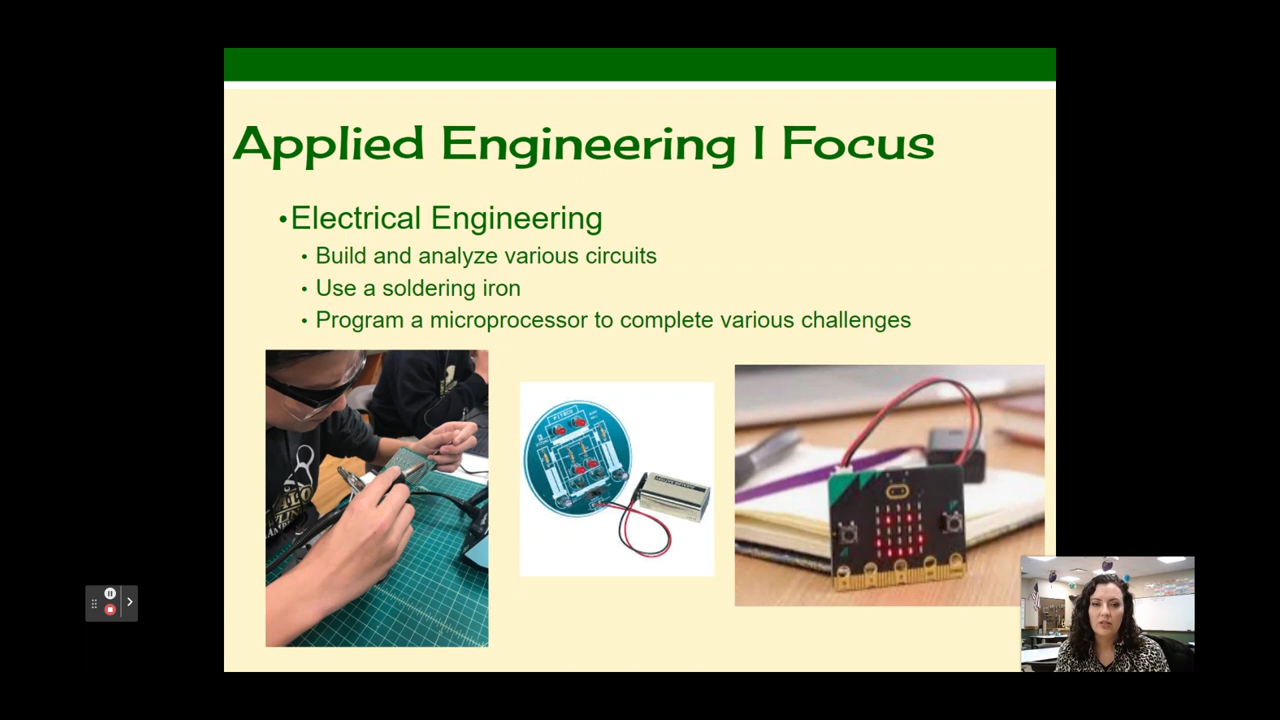 Applied Engineering I Focus
•Electrical Engineering
• Build and analyze various circuits
• Use a soldering iron
• Program a microprocessor to complete various challenges